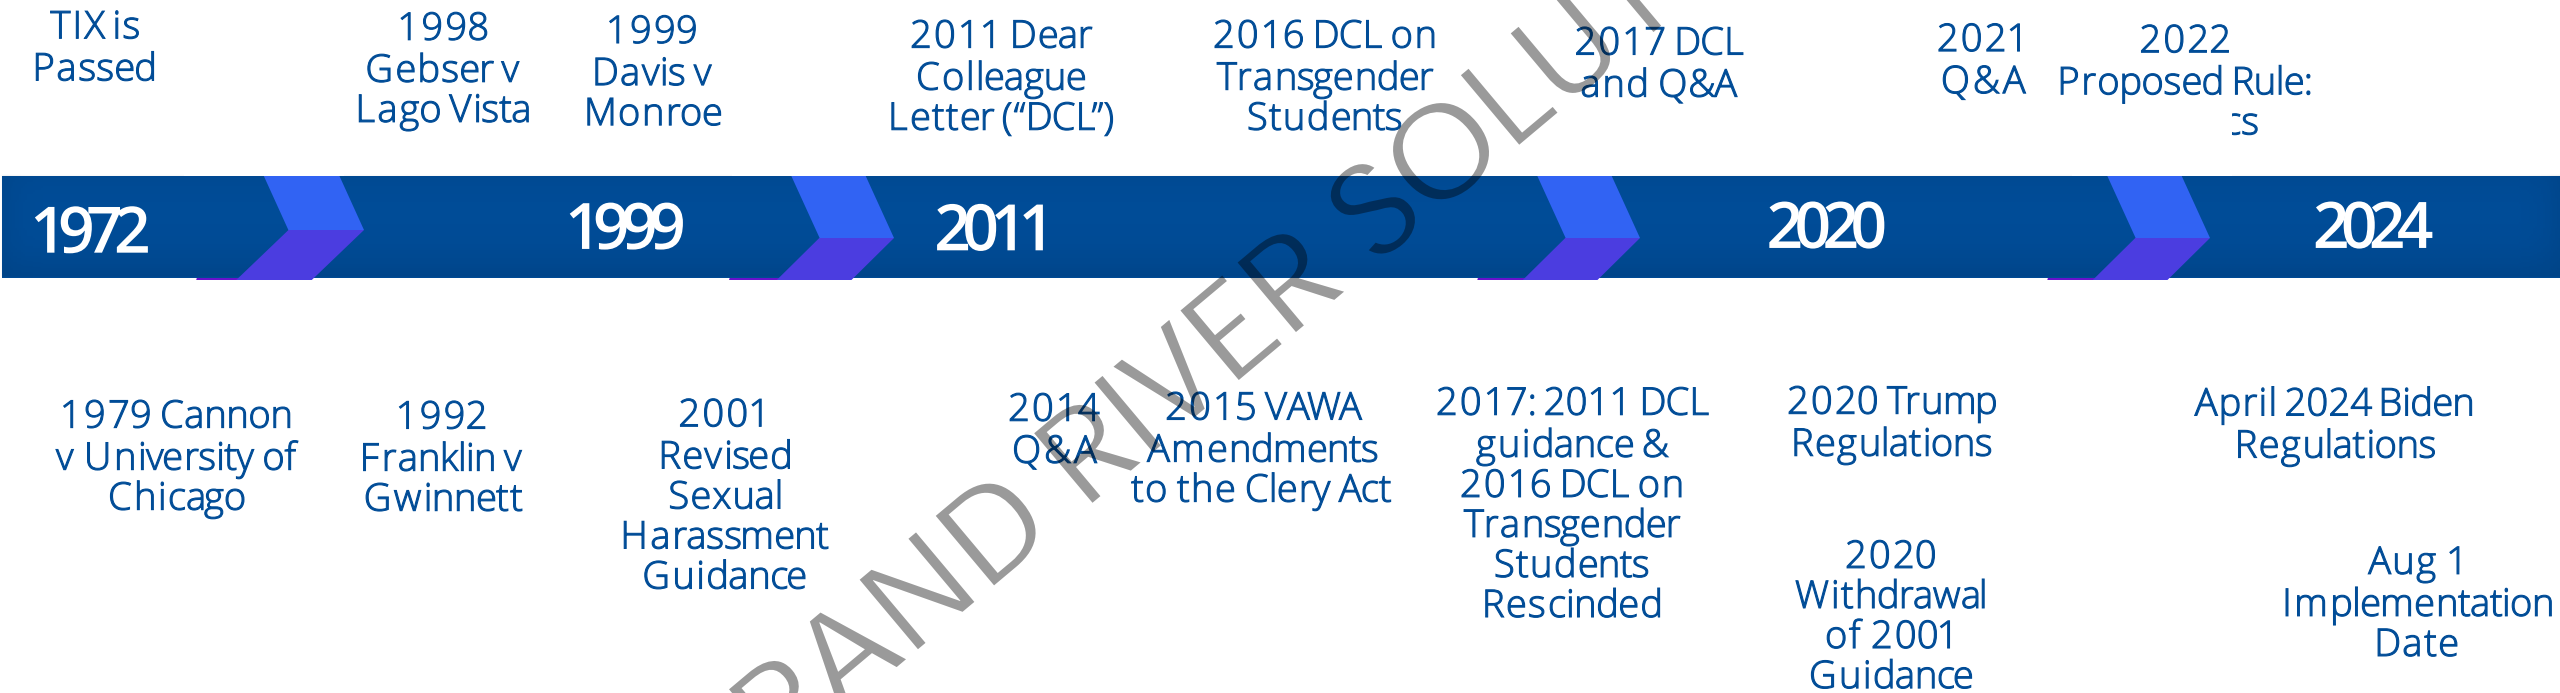 TIX is
Passed
1998
Gebser v
Lago Vista
1999
Davis v
Monroe
2011 Dear
Colleague
Letter (“DCL”)
2016 DCL on
Transgender
Students
2017 DCL
and Q&A
2021
Q&A
2022
Proposed Rule:
1972
1999
2011
2020
2024
1979 Cannon
v University of
Chicago
1992
Franklin v
Gwinnett
2001
Revised
Sexual
Harassment
Guidance
2014
Q&A
2015 VAWA
Amendments
to the Clery Act
2017: 2011 DCL
guidance &
2016 DCL on
Transgender
Students
Rescinded
2020 Trump
Regulations
2020
Withdrawal
of 2001
Guidance
April 2024 Biden
Regulations
Aug 1
Implementation
Date
RIVER